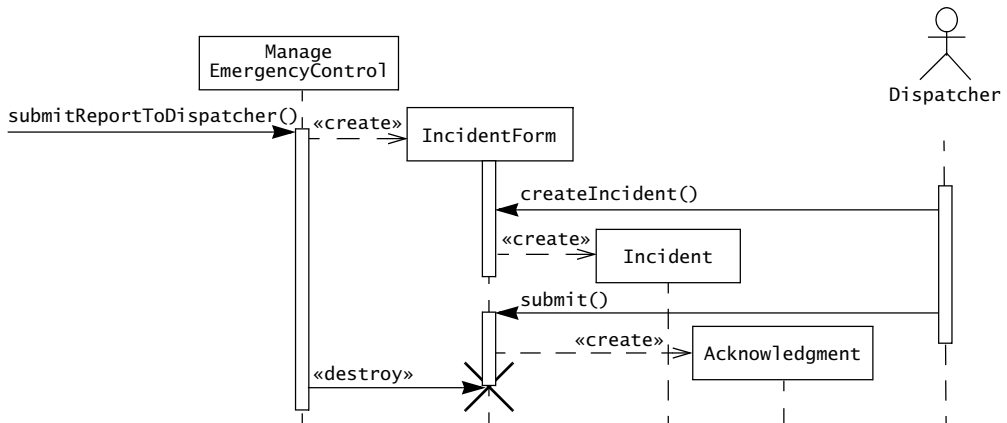 Manage
EmergencyControl
Dispatcher
submitReportToDispatcher()
«create»
IncidentForm
createIncident()
«create»
Incident
submit()
«create»
Acknowledgment
«destroy»